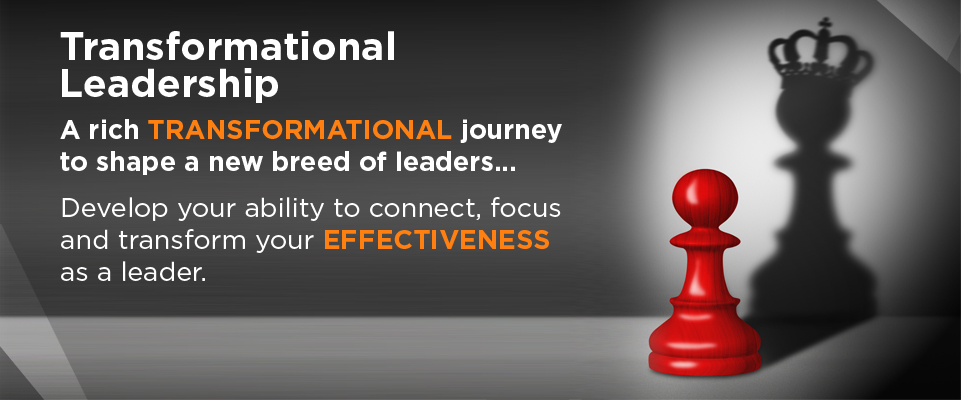 Transformational
Leadership
A rich TRANSFORMATIONAL journey
to shape a new breed of leaders...
Develop your ability to connect, focus
and transform your EFFECTIVENESS
as a leader.